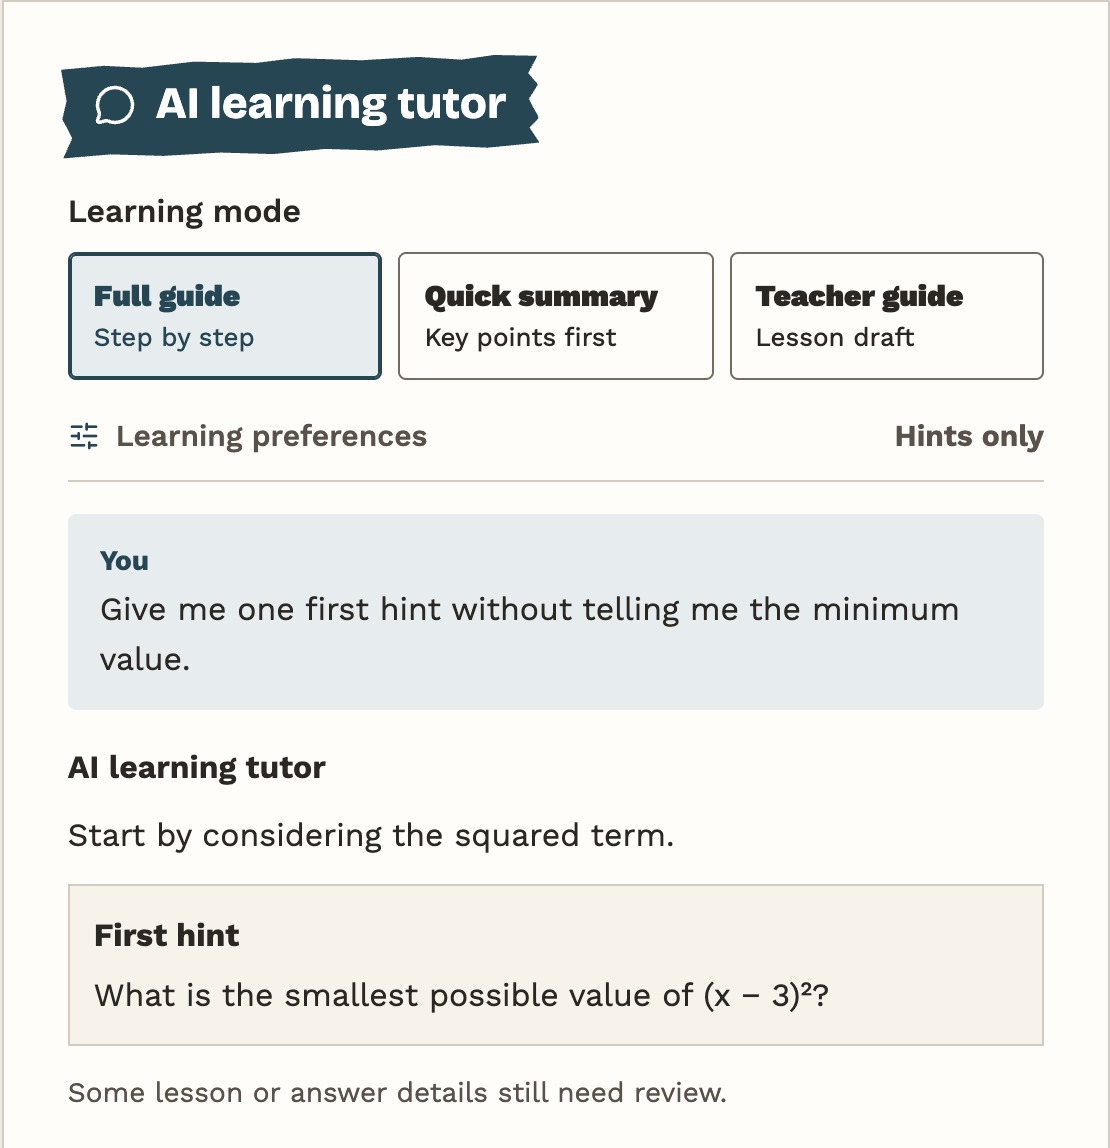 AI learning tutor
Learning mode
Full guide
Step by step
Quick summary
Key points first
Teacher guide
Lesson draft
Learning preferences
Hints only
You
Give me one first hint without telling me the minimum
value.
AI learning tutor
Start by considering the squared term.
First hint
What is the smallest possible value of (x − 3)²?
Some lesson or answer details still need review.